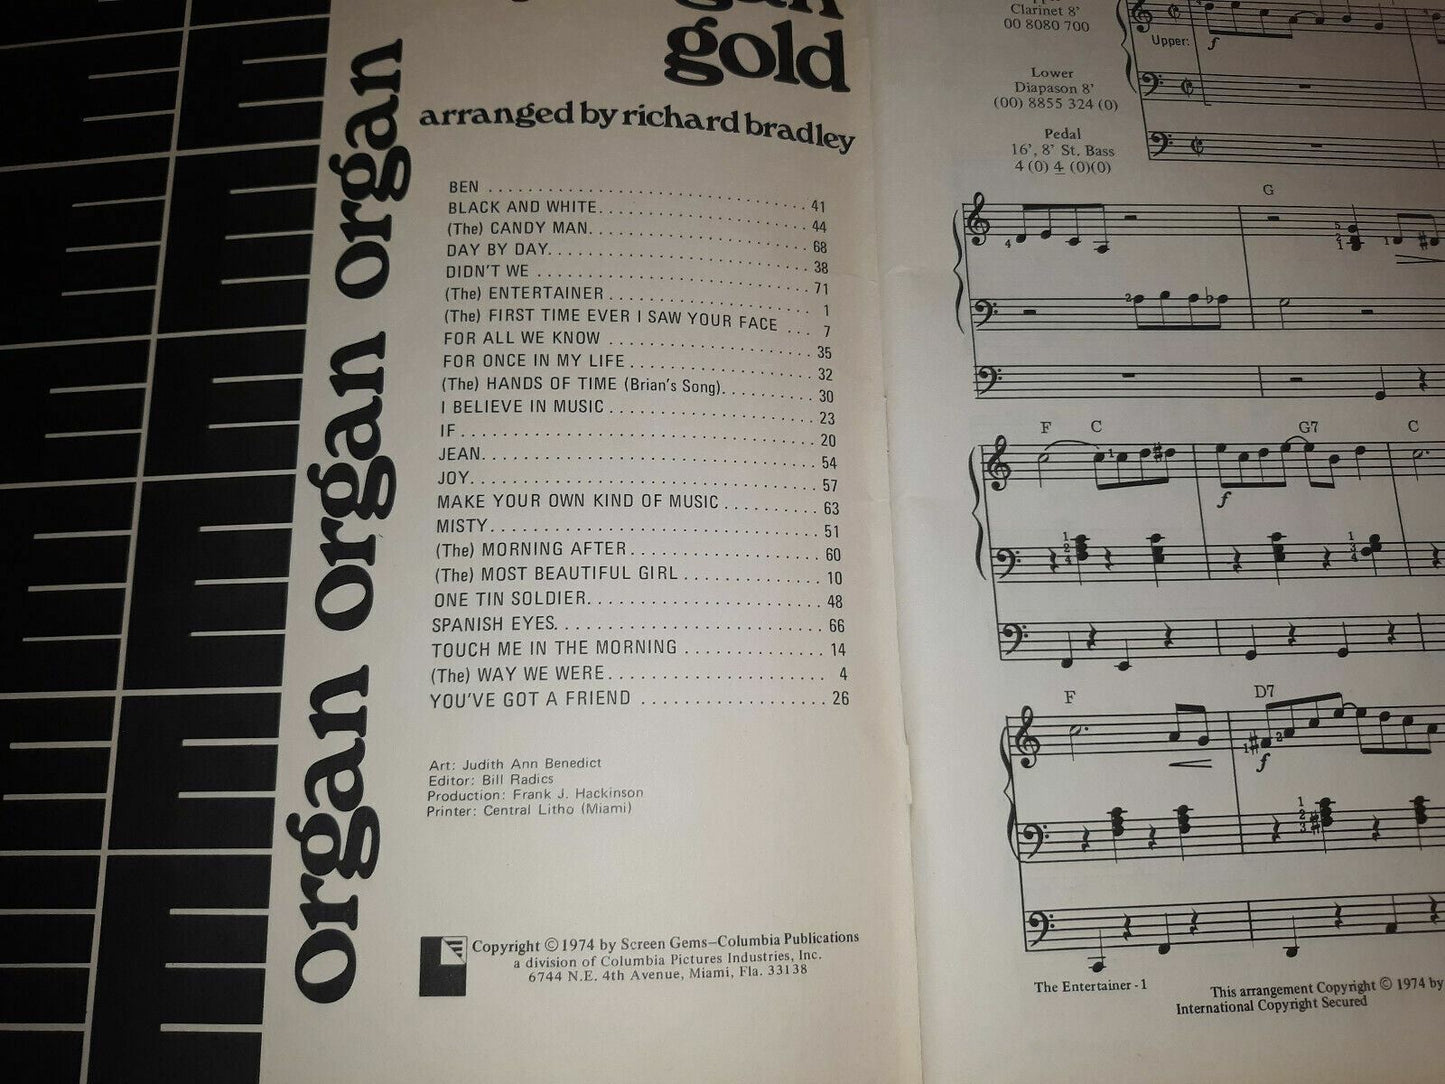 gold
arranged by richard bradley
BEN . . . . . . . . . . . . . . . . . . . . . . . . . . . . . . 41
BLACK AND WHITE. . . . . . . . . . . . . . . . . . . . 44
(The) CANDY MAN. . . . . . . . . . . . . . . . . . . . . 68
DAY BY DAY. . . . . . . . . . . . . . . . . . . . . . . . . 38
DIDN'T WE . . . . . . . . . . . . . . . . . . . . . . . . . 71
(The) ENTERTAINER . . . . . . . . . . . . . . . . . . . 1
(The) FIRST TIME EVER I SAW YOUR FACE . . . 7
FOR ALL WE KNOW . . . . . . . . . . . . . . . . . . . 35
FOR ONCE IN MY LIFE . . . . . . . . . . . . . . . . . 32
(The) HANDS OF TIME (Brian's Song). . . . . . . . . 30
I BELIEVE IN MUSIC . . . . . . . . . . . . . . . . . . . 23
IF . . . . . . . . . . . . . . . . . . . . . . . . . . . . . . . . 20
JEAN. . . . . . . . . . . . . . . . . . . . . . . . . . . . . . 54
JOY. . . . . . . . . . . . . . . . . . . . . . . . . . . . . . . 57
MAKE YOUR OWN KIND OF MUSIC . . . . . . . . . 63
MISTY. . . . . . . . . . . . . . . . . . . . . . . . . . . . . 51
(The) MORNING AFTER . . . . . . . . . . . . . . . . . 60
(The) MOST BEAUTIFUL GIRL . . . . . . . . . . . . . 10
ONE TIN SOLDIER. . . . . . . . . . . . . . . . . . . . . 48
SPANISH EYES. . . . . . . . . . . . . . . . . . . . . . . 66
TOUCH ME IN THE MORNING . . . . . . . . . . . . . 14
(The) WAY WE WERE . . . . . . . . . . . . . . . . . . . 4
YOU'VE GOT A FRIEND . . . . . . . . . . . . . . . . . 26
Art: Judith Ann Benedict
Editor: Bill Radics
Production: Frank J. Hackinson
Printer: Central Litho (Miami)
Copyright © 1974 by Screen Gems–Columbia Publications
a division of Columbia Pictures Industries, Inc.
6744 N.E. 4th Avenue, Miami, Fla. 33138
organ organ organ organ
Clarinet 8'
00 8080 700
Lower
Diapason 8'
(00) 8855 324 (0)
Pedal
16', 8' St. Bass
4 (0) 4 (0)(0)
Upper: f
G
F C G7 C
f
F D7
f
The Entertainer - 1
This arrangement Copyright © 1974 by
International Copyright Secured